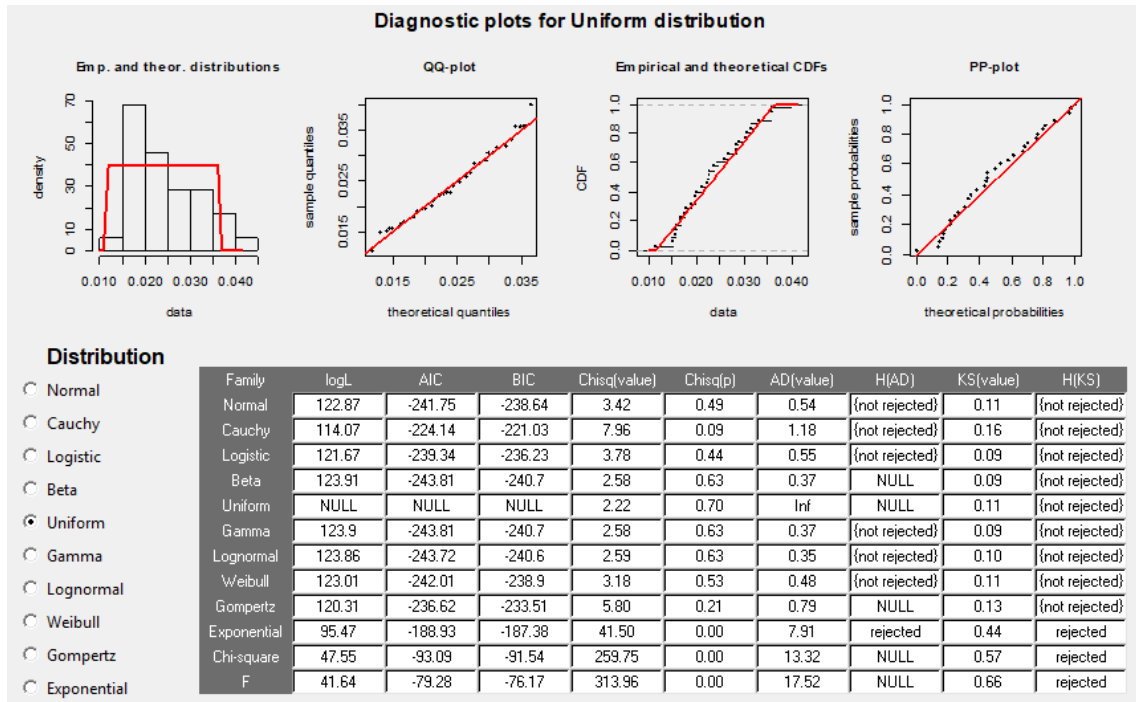 Diagnostic plots for Uniform distribution
Emp. and theor. distributions
QQ-plot
Empirical and theoretical CDFs
PP-plot
density
10 30 50 70
0.010 0.020 0.030 0.040
data
sample quantiles
0.015 0.025 0.035
0.015 0.025 0.035
theoretical quantiles
CDF
0.0 0.2 0.4 0.6 0.8 1.0
0.010 0.020 0.030 0.040
data
sample probabilities
0.0 0.2 0.4 0.6 0.8 1.0
0.0 0.2 0.4 0.6 0.8 1.0
theoretical probabilities
Distribution
Normal
Cauchy
Logistic
Beta
Uniform
Gamma
Lognormal
Weibull
Gompertz
Exponential
Family logL AIC BIC Chisq(value) Chisq(p) AD(value) H(AD) KS(value) H(KS)
Normal 122.87 -241.75 -238.64 3.42 0.49 0.54 {not rejected} 0.11 {not rejected}
Cauchy 114.07 -224.14 -221.03 7.96 0.09 1.18 {not rejected} 0.16 {not rejected}
Logistic 121.67 -239.34 -236.23 3.78 0.44 0.55 {not rejected} 0.09 {not rejected}
Beta 123.91 -243.81 -240.7 2.58 0.63 0.37 NULL 0.09 {not rejected}
Uniform NULL NULL NULL 2.22 0.70 Inf NULL 0.11 {not rejected}
Gamma 123.9 -243.81 -240.7 2.58 0.63 0.37 {not rejected} 0.09 {not rejected}
Lognormal 123.86 -243.72 -240.6 2.59 0.63 0.35 {not rejected} 0.10 {not rejected}
Weibull 123.01 -242.01 -238.9 3.18 0.53 0.48 {not rejected} 0.11 {not rejected}
Gompertz 120.31 -236.62 -233.51 5.80 0.21 0.79 NULL 0.13 {not rejected}
Exponential 95.47 -188.93 -187.38 41.50 0.00 7.91 rejected 0.44 rejected
Chi-square 47.55 -93.09 -91.54 259.75 0.00 13.32 NULL 0.57 rejected
F 41.64 -79.28 -76.17 313.96 0.00 17.52 NULL 0.66 rejected